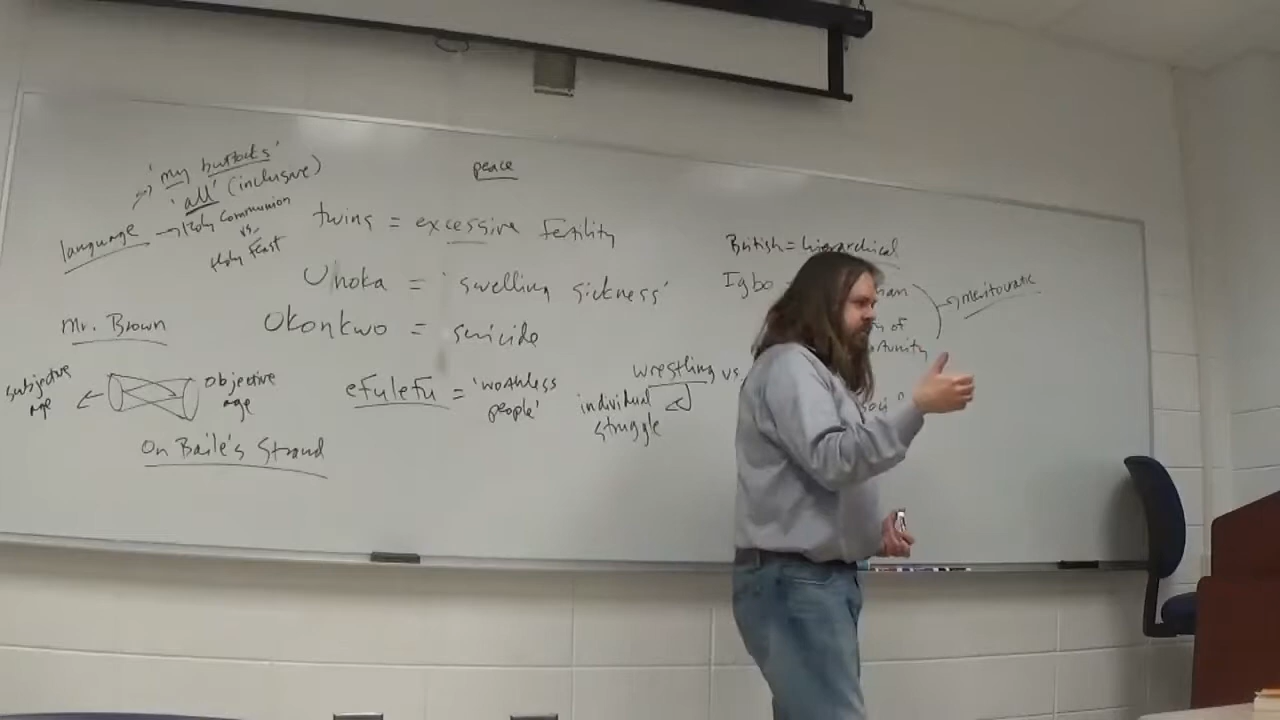 'my buttocks'
'all' (inclusive)
language → Holy Communion
vs.
Holy Feast
peace
twins = excessive fertility
Unoka = 'swelling sickness'
Okonkwo = suicide
Mr. Brown
subjective
age
objective
age
efulefu = 'worthless
people'
On Baile's Strand
wrestling vs.
individual
struggle
British = hierarchical
Igbo =
meritocratic
of